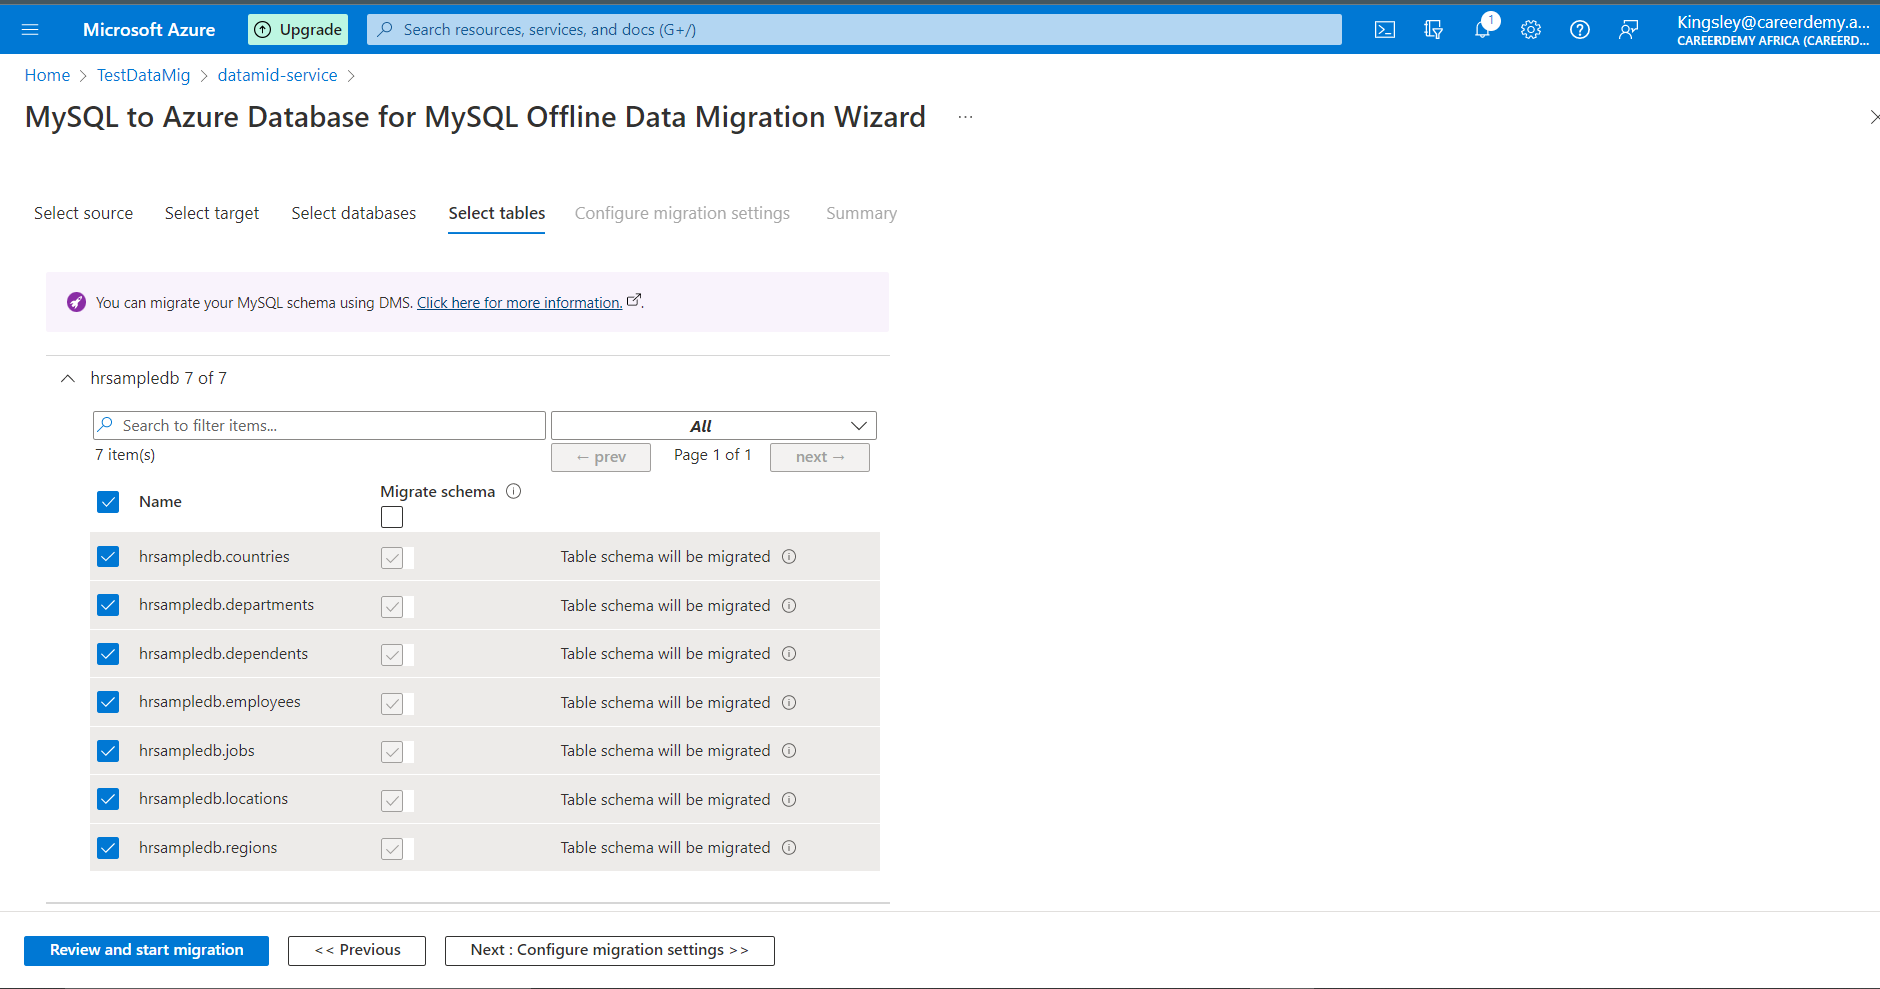 Microsoft Azure
Upgrade
Search resources, services, and docs (G+/)
1
Kingsley@careerdemy.a...
CAREERDEMY AFRICA (CAREERD...
Home > TestDataMig > datamid-service >
MySQL to Azure Database for MySQL Offline Data Migration Wizard ...
Select source Select target Select databases Select tables Configure migration settings Summary
You can migrate your MySQL schema using DMS. Click here for more information. .
hrsampledb 7 of 7
Search to filter items...
All
7 item(s)
← prev Page 1 of 1 next →
Name Migrate schema
hrsampledb.countries Table schema will be migrated
hrsampledb.departments Table schema will be migrated
hrsampledb.dependents Table schema will be migrated
hrsampledb.employees Table schema will be migrated
hrsampledb.jobs Table schema will be migrated
hrsampledb.locations Table schema will be migrated
hrsampledb.regions Table schema will be migrated
Review and start migration << Previous Next : Configure migration settings >>